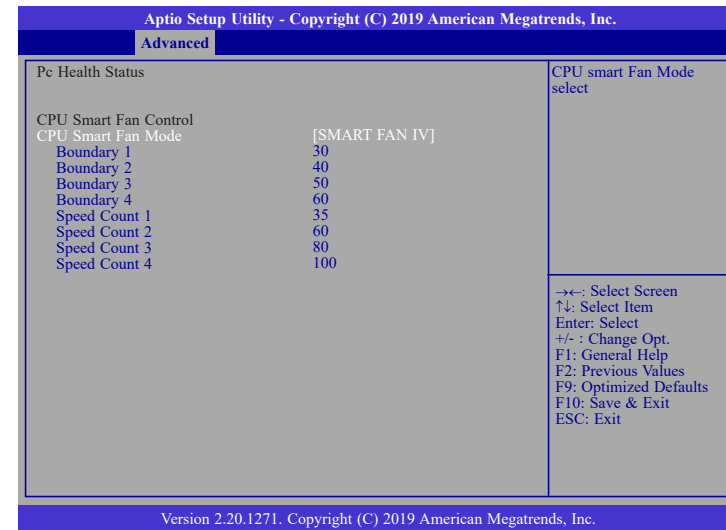 Aptio Setup Utility - Copyright (C) 2019 American Megatrends, Inc.
Advanced
Pc Health Status
CPU Smart Fan Control
CPU Smart Fan Mode [SMART FAN IV]
Boundary 1 30
Boundary 2 40
Boundary 3 50
Boundary 4 60
Speed Count 1 35
Speed Count 2 60
Speed Count 3 80
Speed Count 4 100
CPU smart Fan Mode
select
→←: Select Screen
↑↓: Select Item
Enter: Select
+/- : Change Opt.
F1: General Help
F2: Previous Values
F9: Optimized Defaults
F10: Save & Exit
ESC: Exit
Version 2.20.1271. Copyright (C) 2019 American Megatrends, Inc.